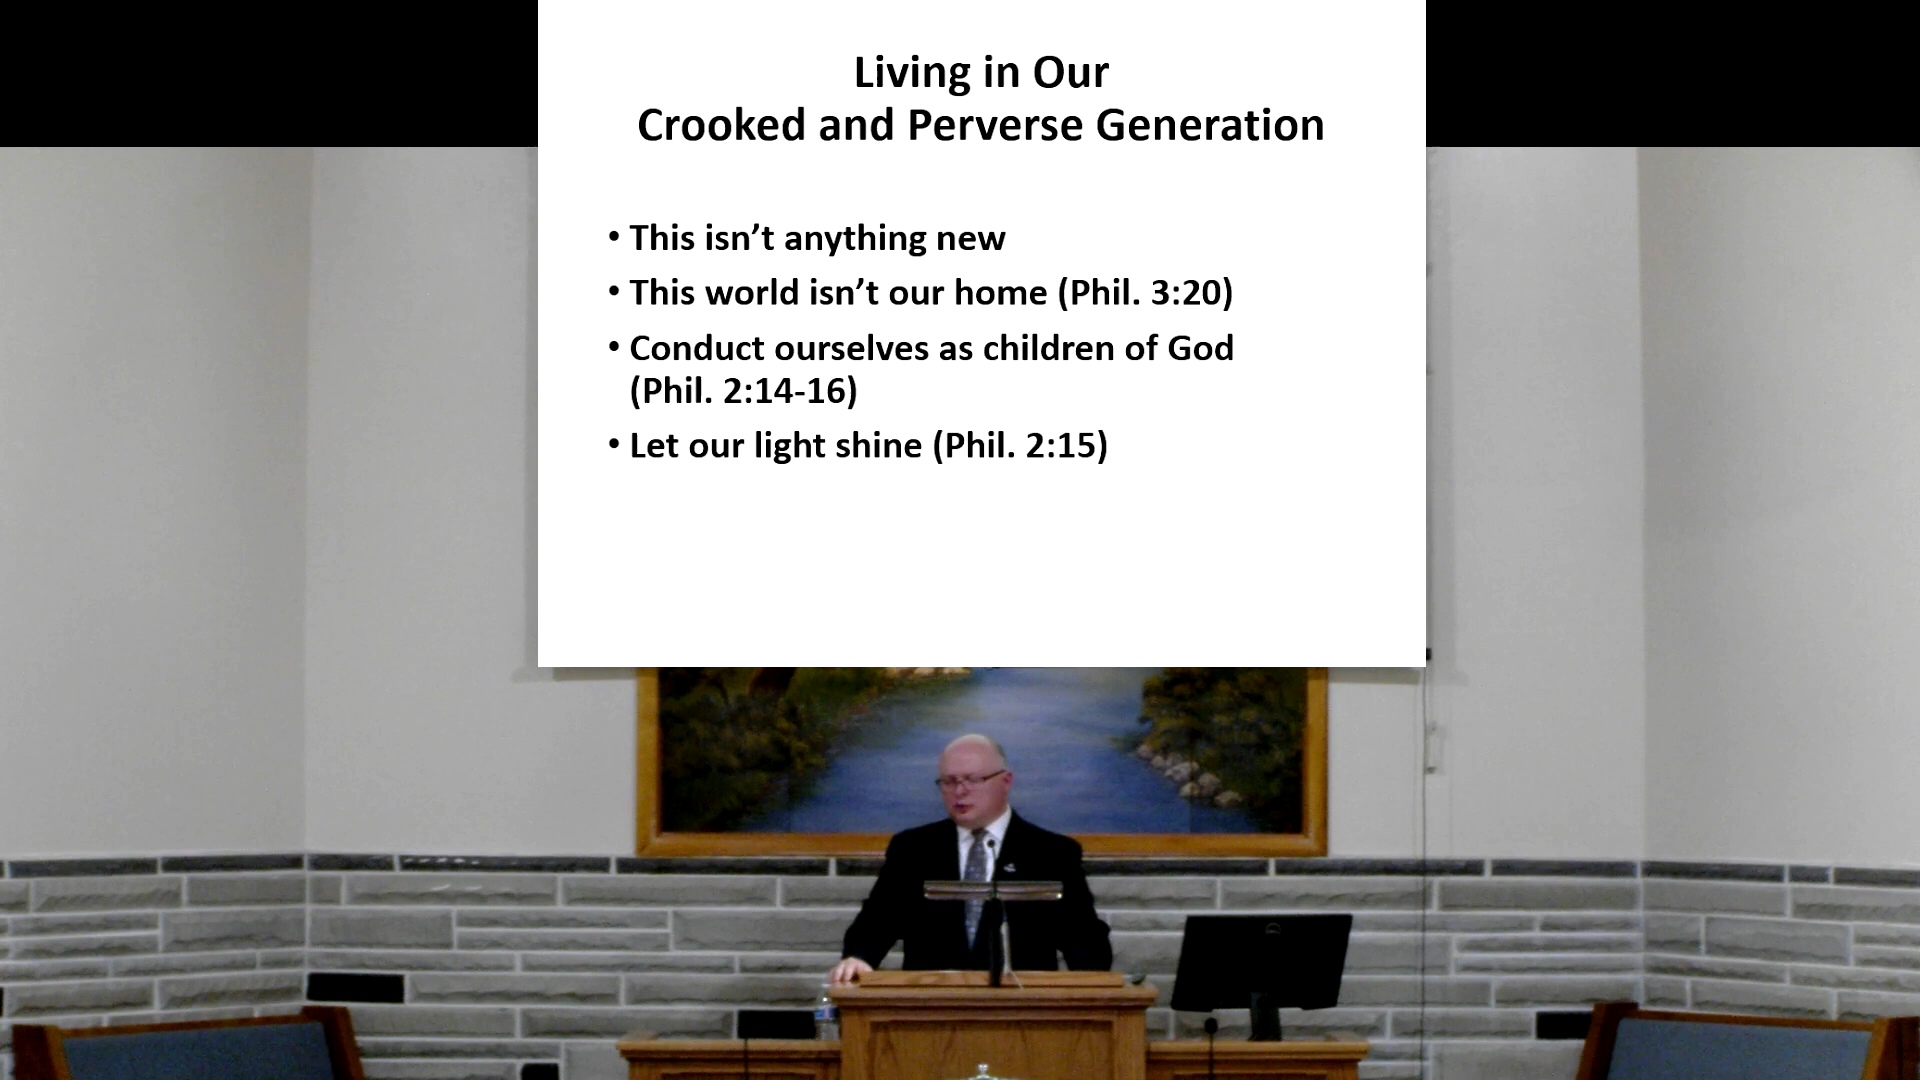 Living in Our
Crooked and Perverse Generation
• This isn’t anything new
• This world isn’t our home (Phil. 3:20)
• Conduct ourselves as children of God
(Phil. 2:14-16)
• Let our light shine (Phil. 2:15)